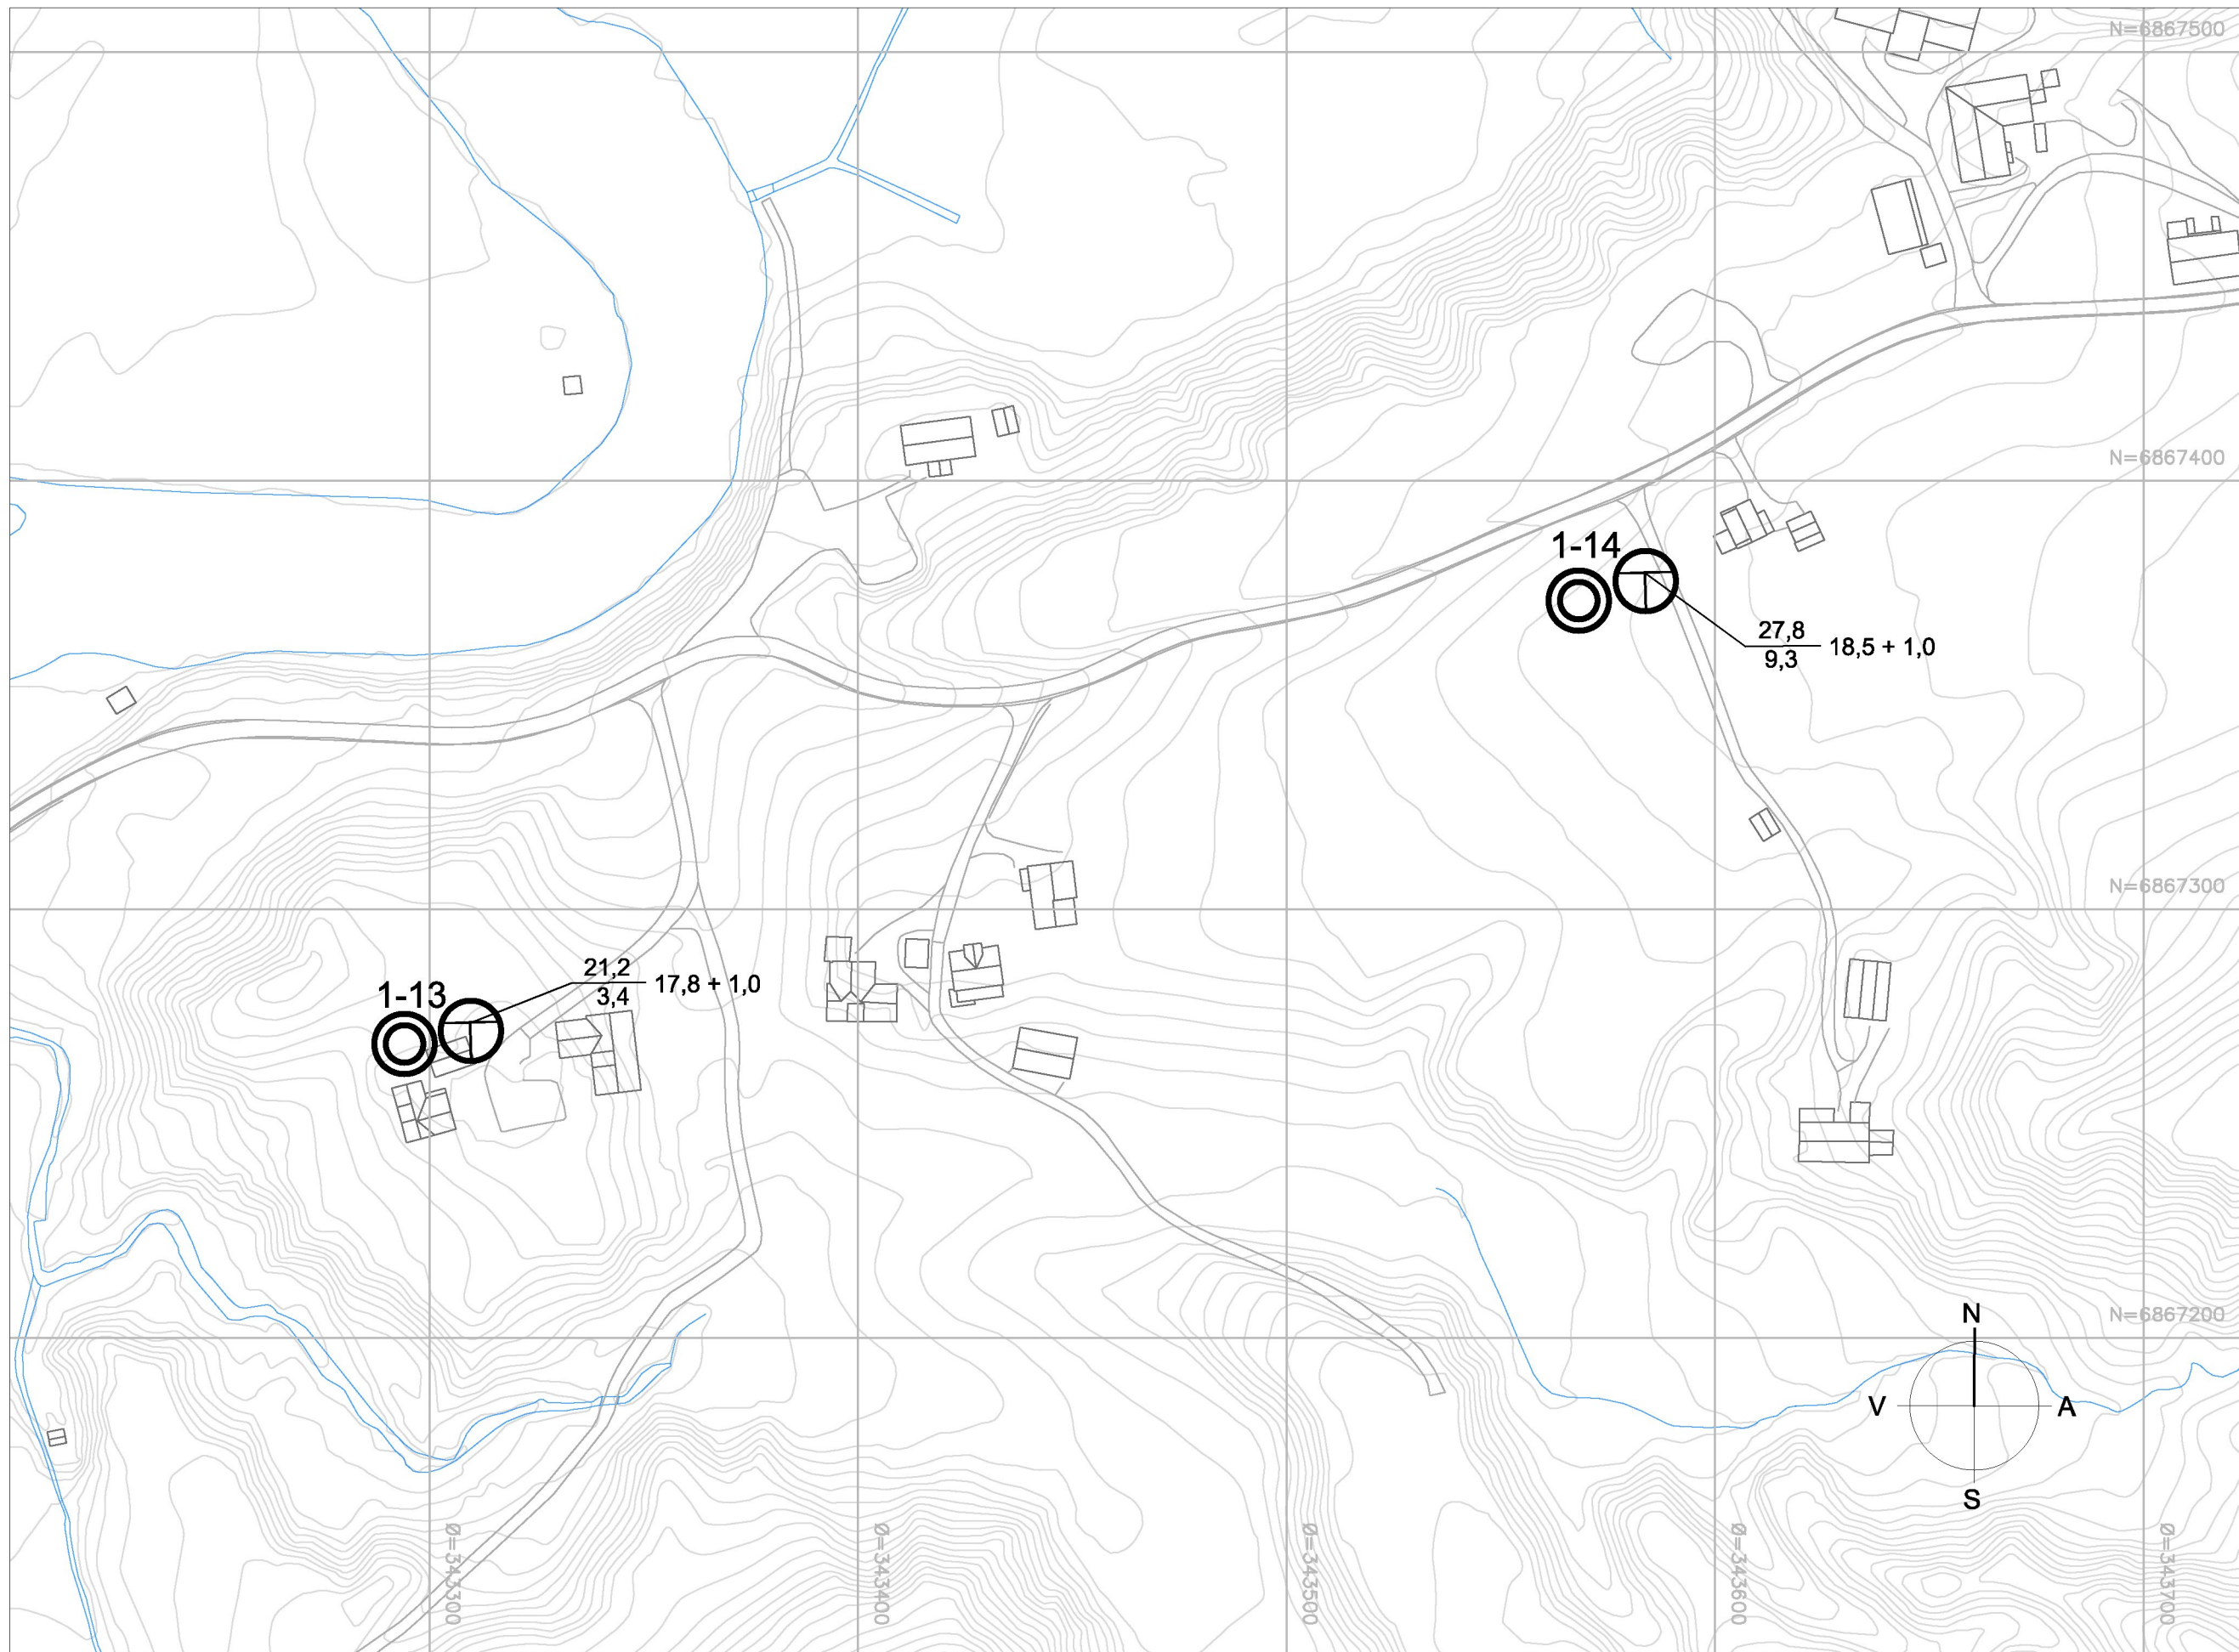 N=6867500
N=6867400
1-14
27,8
9,3
18,5 + 1,0
N=6867300
1-13
21,2
3,4
17,8 + 1,0
N=6867200
N
V
A
S
Ø=343300
Ø=343400
Ø=343500
Ø=343600
Ø=343700